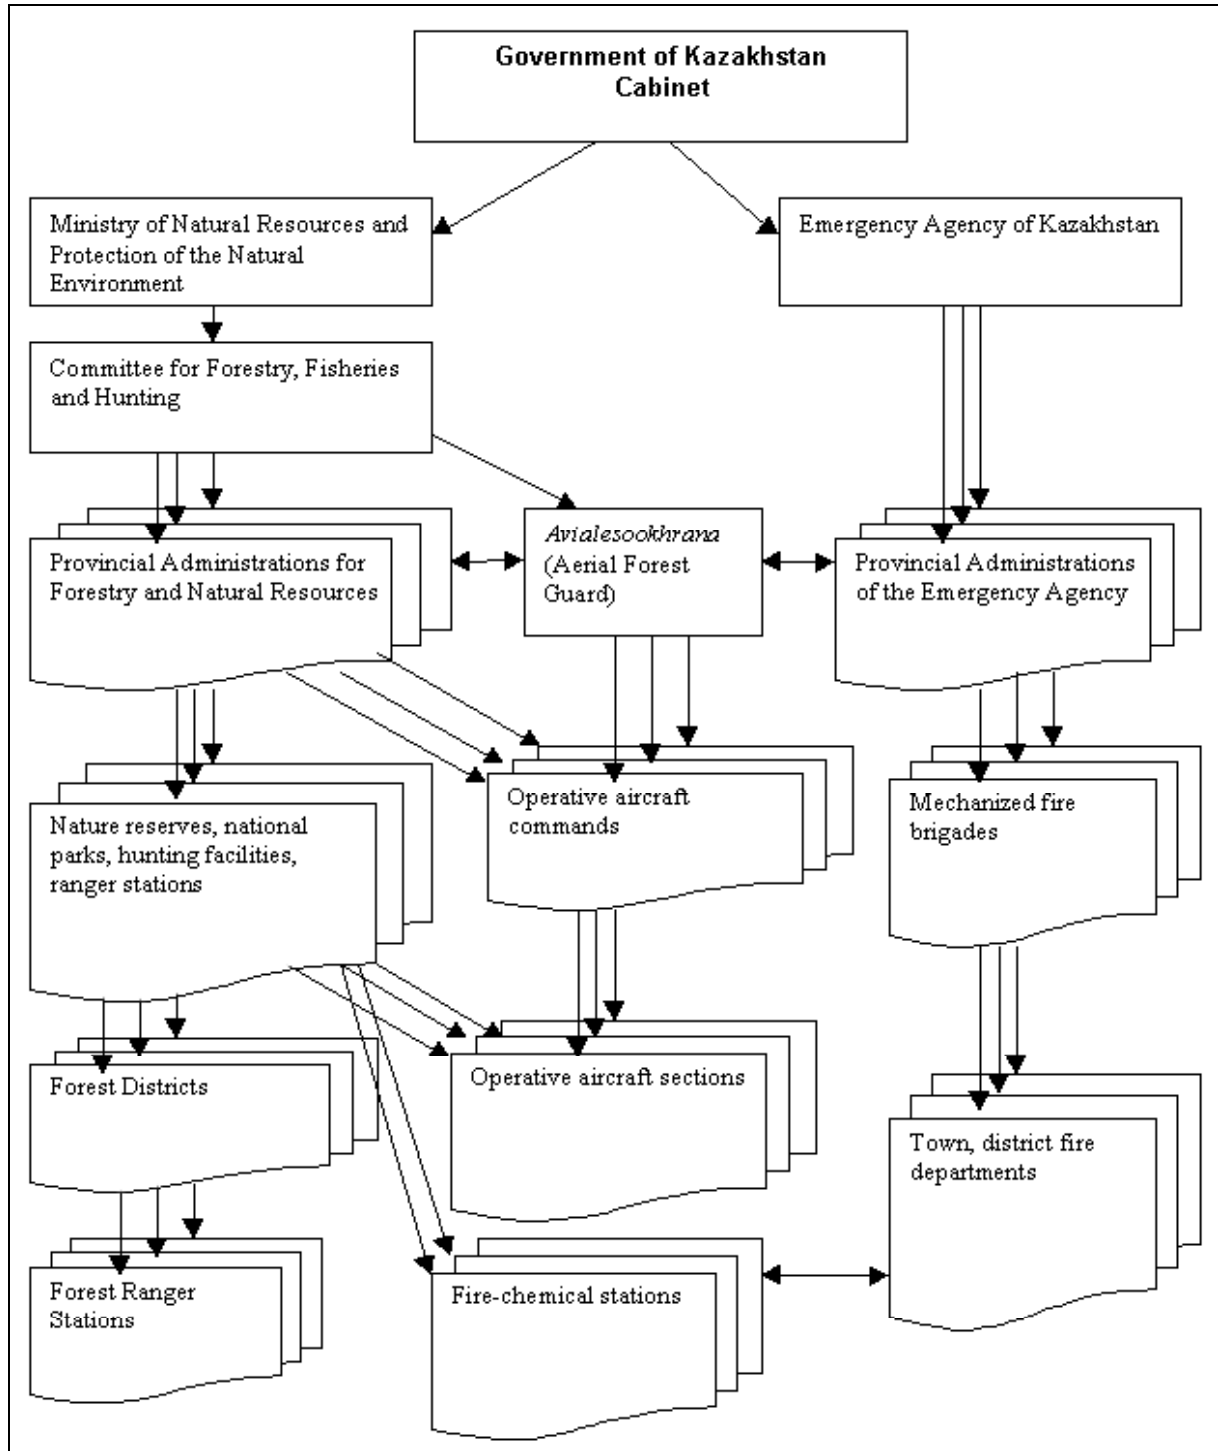 Government of Kazakhstan
Cabinet
Ministry of Natural Resources and
Protection of the Natural
Environment
Emergency Agency of Kazakhstan
Committee for Forestry, Fisheries
and Hunting
Provincial Administrations for
Forestry and Natural Resources
Avialesookhrana
(Aerial Forest
Guard)
Provincial Administrations
of the Emergency Agency
Nature reserves, national
parks, hunting facilities,
ranger stations
Operative aircraft
commands
Mechanized fire
brigades
Forest Districts
Operative aircraft sections
Town, district fire
departments
Forest Ranger
Stations
Fire-chemical stations